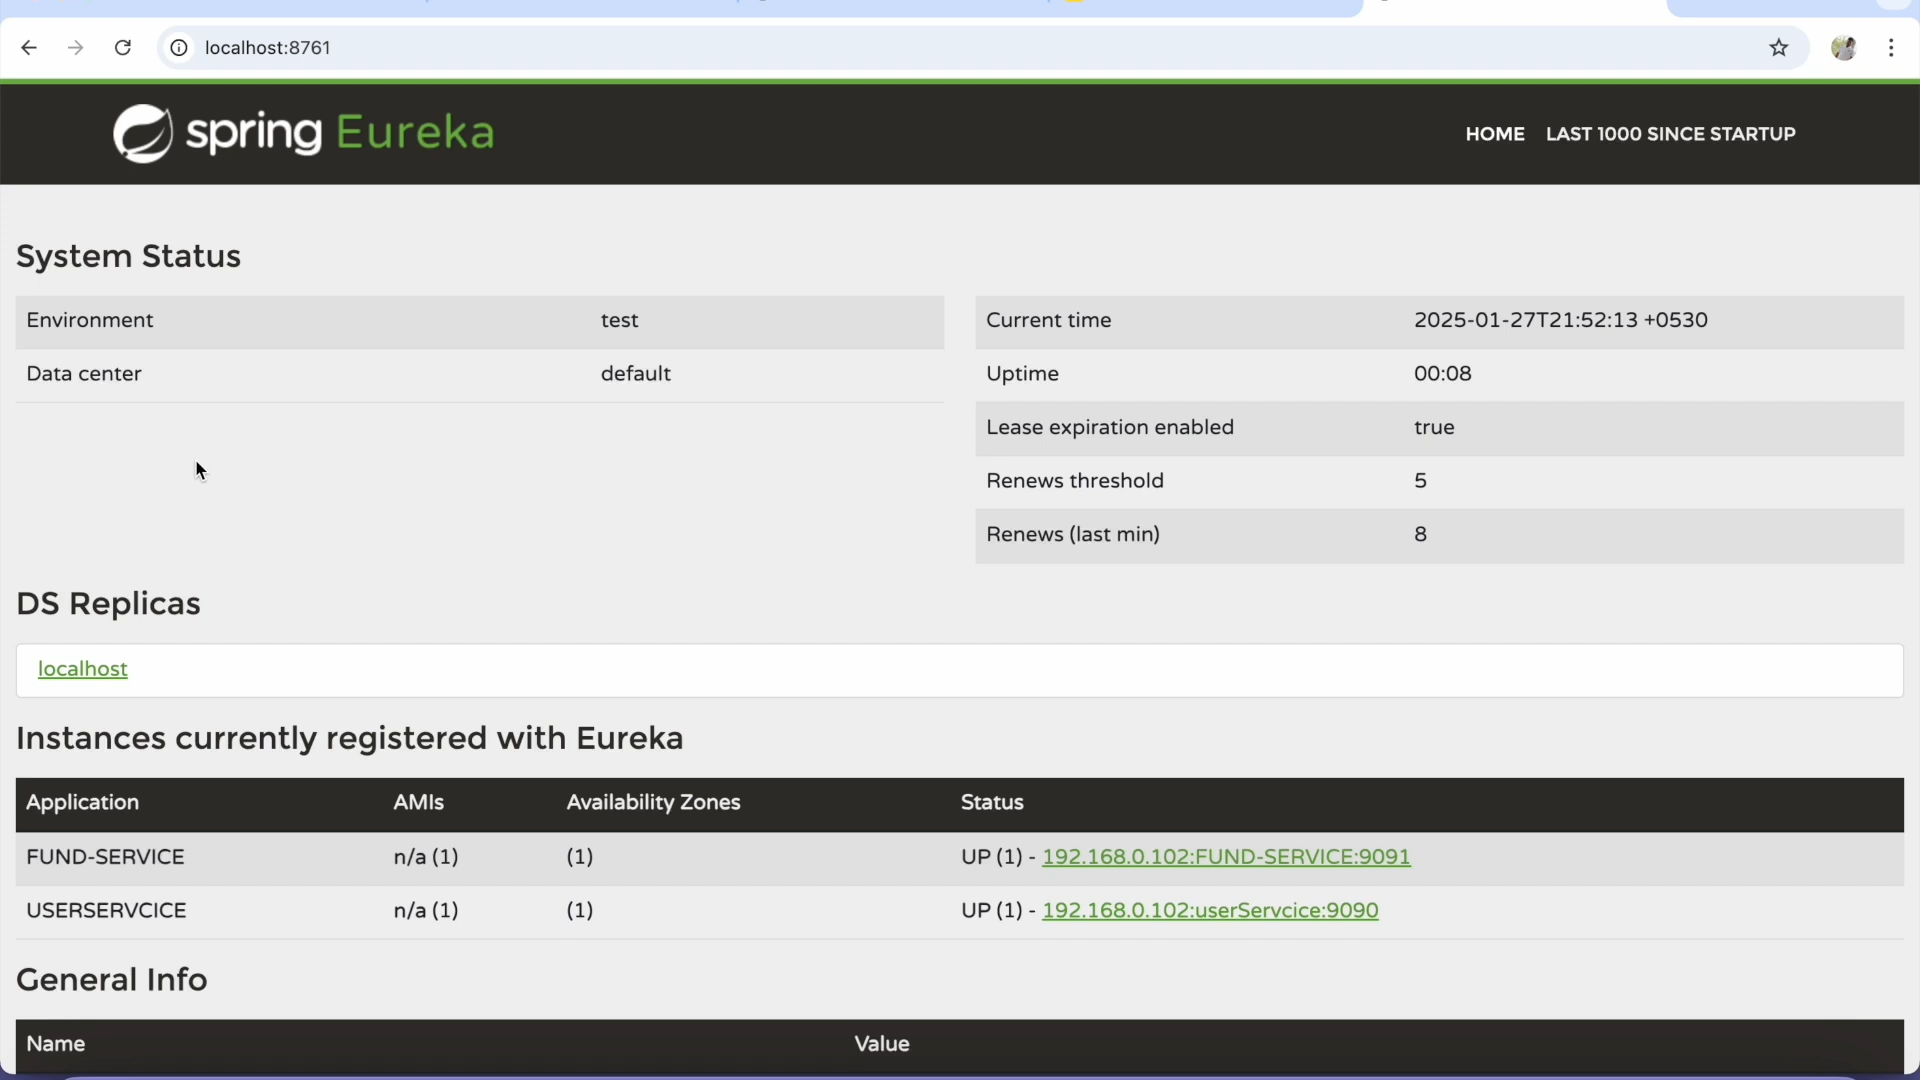 localhost:8761
spring Eureka
HOME LAST 1000 SINCE STARTUP
System Status
Environment test
Data center default
Current time 2025-01-27T21:52:13 +0530
Uptime 00:08
Lease expiration enabled true
Renews threshold 5
Renews (last min) 8
DS Replicas
localhost
Instances currently registered with Eureka
Application AMIs Availability Zones Status
FUND-SERVICE n/a (1) (1) UP (1) - 192.168.0.102:FUND-SERVICE:9091
USERSERVCICE n/a (1) (1) UP (1) - 192.168.0.102:userServcice:9090
General Info
Name Value